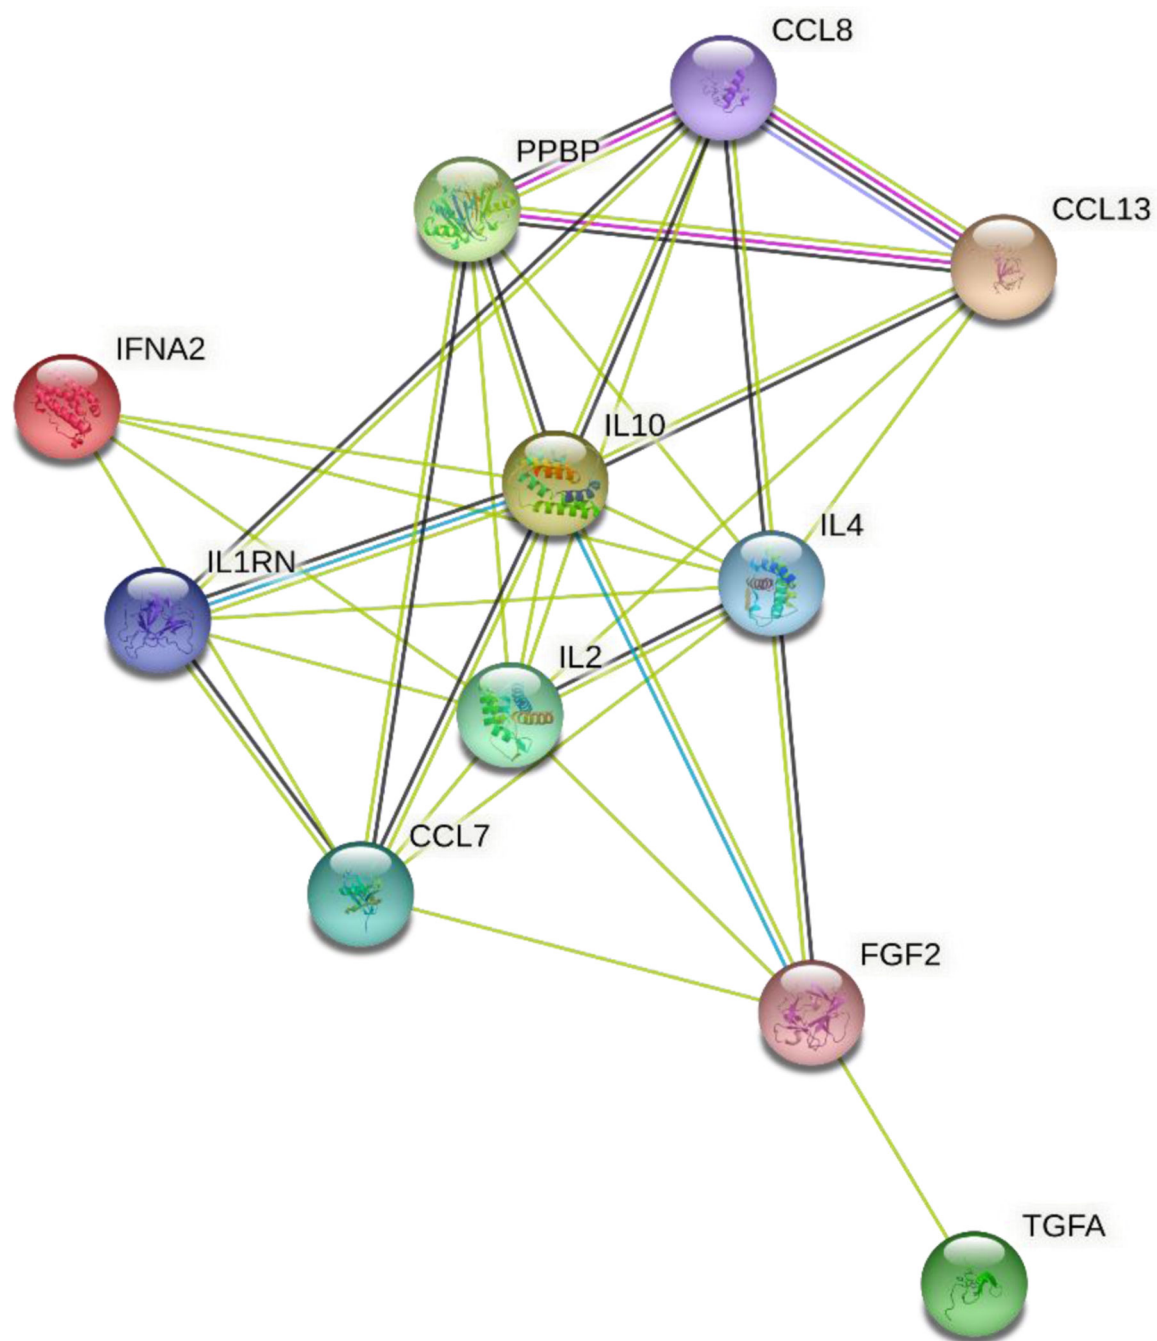 CCL8
PPBP
CCL13
IFNA2
IL10
IL4
IL1RN
IL2
CCL7
FGF2
TGFA